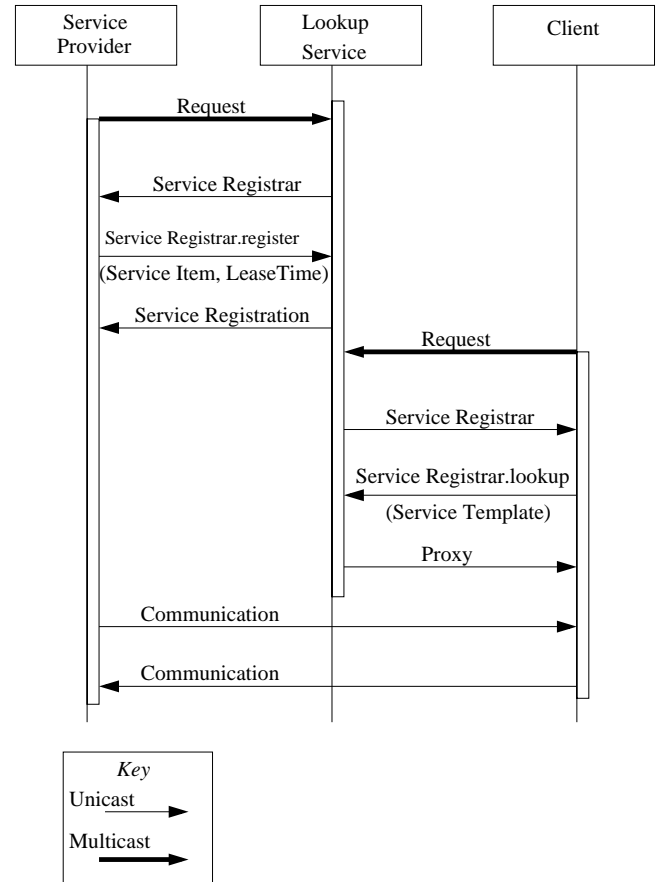 Service
Provider
Lookup
Service
Client
Request
Service Registrar
Service Registrar.register
(Service Item, LeaseTime)
Service Registration
Request
Service Registrar
Service Registrar.lookup
(Service Template)
Proxy
Communication
Communication
Key
Unicast
Multicast